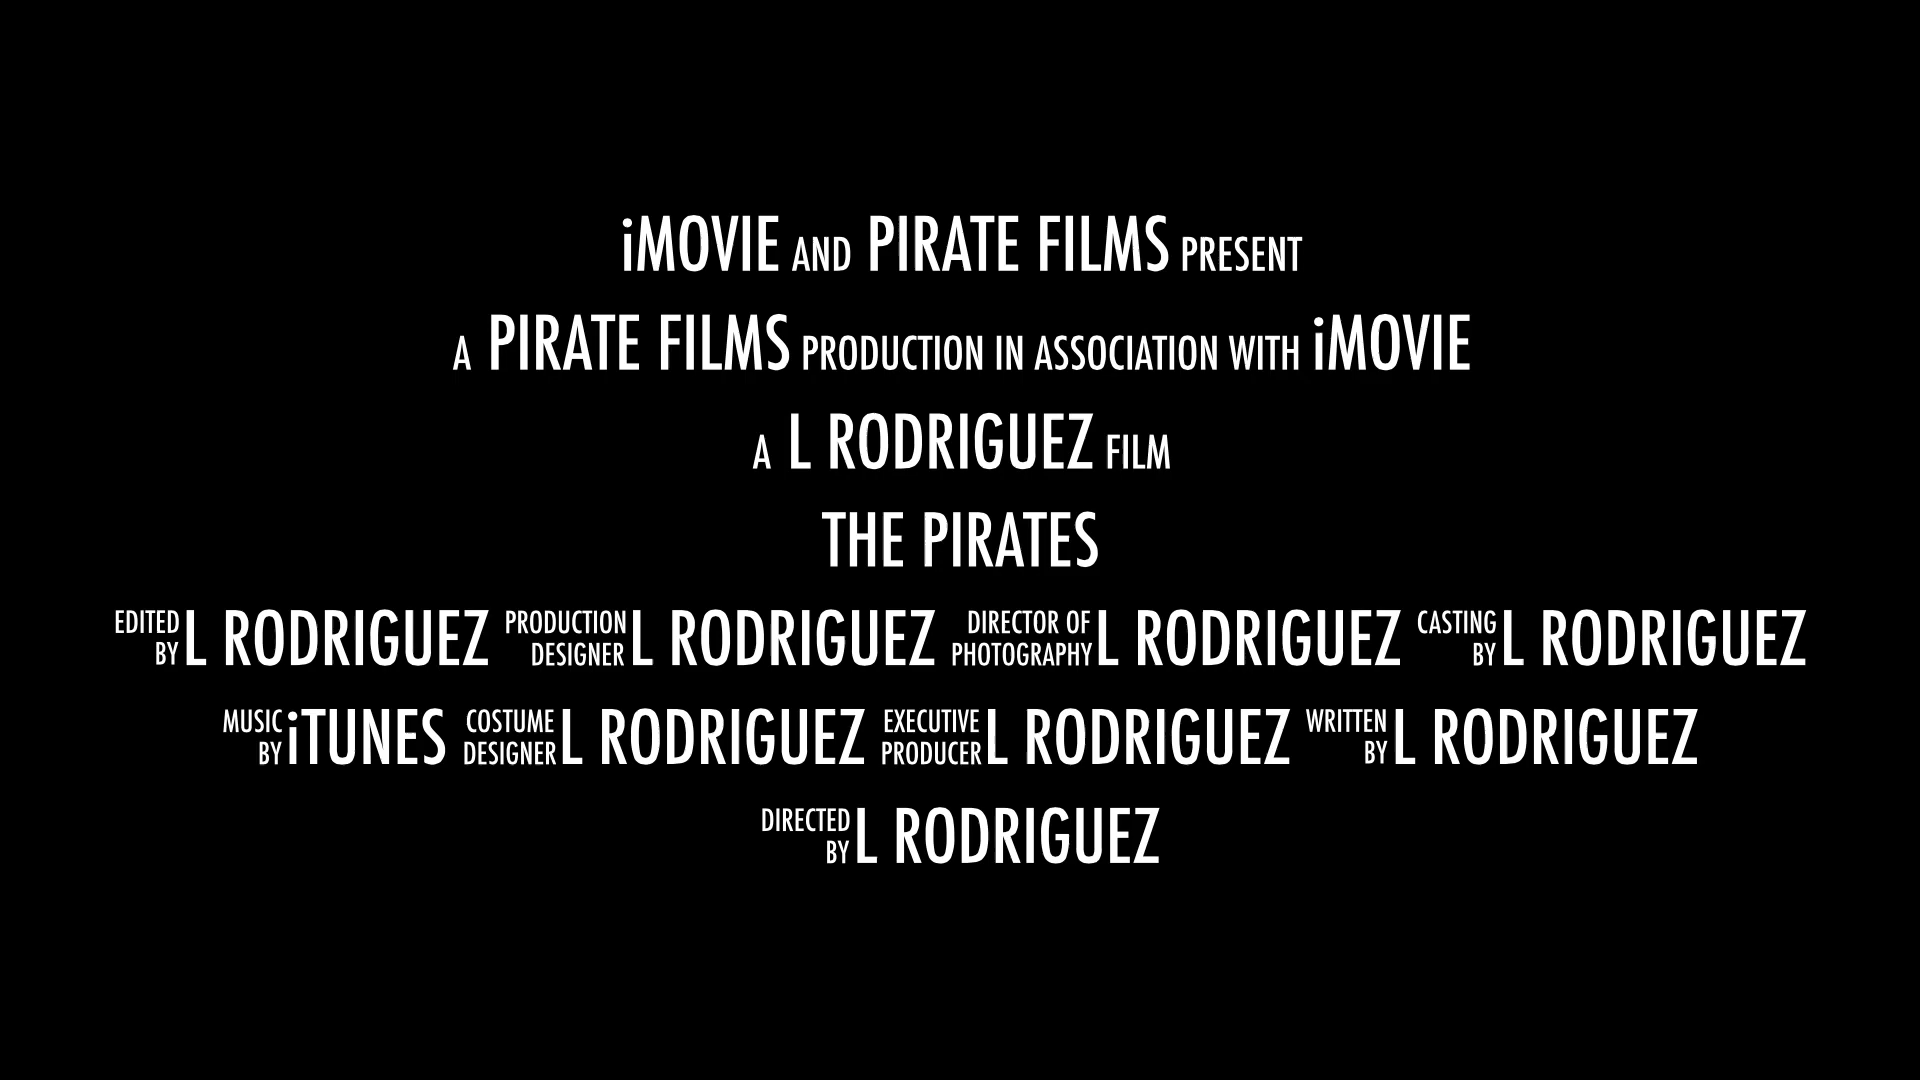 iMOVIE AND PIRATE FILMS PRESENT
A PIRATE FILMS PRODUCTION IN ASSOCIATION WITH iMOVIE
A L RODRIGUEZ FILM
THE PIRATES
EDITED BY L RODRIGUEZ PRODUCTION DESIGNER L RODRIGUEZ DIRECTOR OF PHOTOGRAPHY L RODRIGUEZ CASTING BY L RODRIGUEZ
MUSIC BY iTUNES COSTUME DESIGNER L RODRIGUEZ EXECUTIVE PRODUCER L RODRIGUEZ WRITTEN BY L RODRIGUEZ
DIRECTED BY L RODRIGUEZ